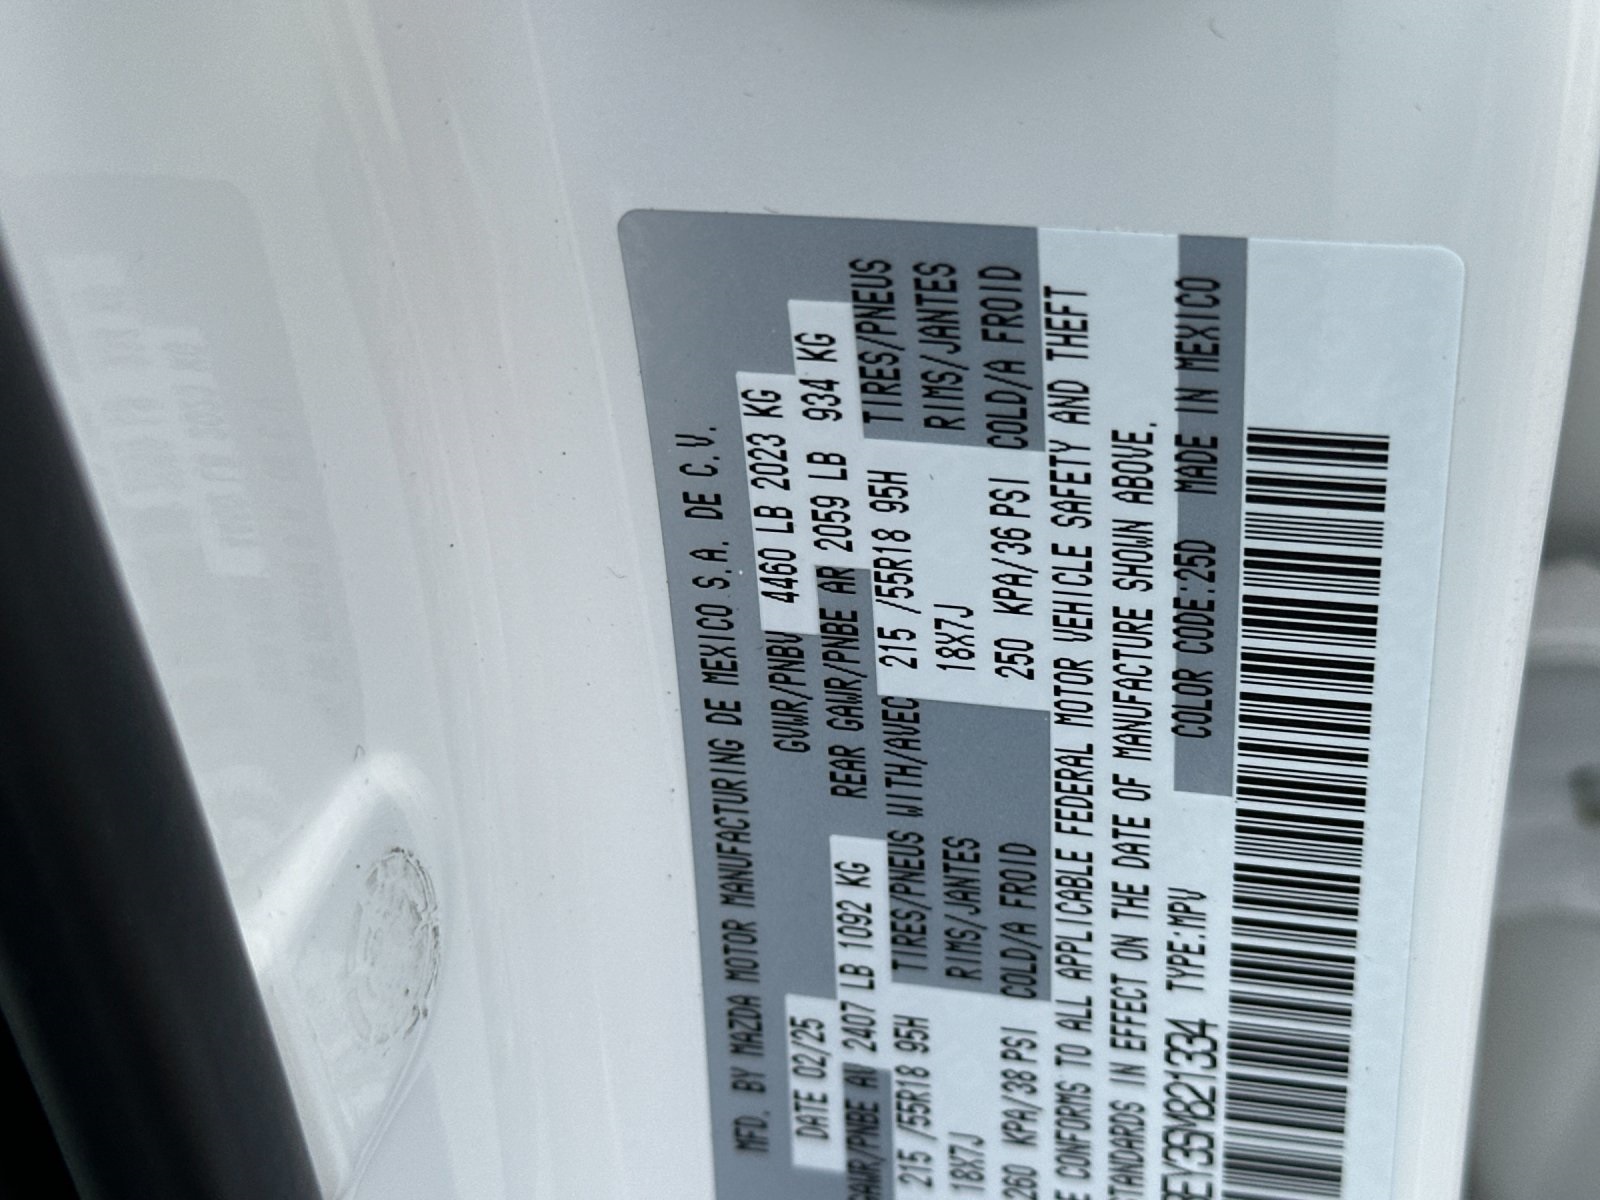 MFD. BY MAZDA MOTOR MANUFACTURING DE MEXICO S.A. DE C.V.
DATE 02/25 GVWR/PNBV 4460 LB 2023 KG
GAWR/PNBE AV 2407 LB 1092 KG REAR GAWR/PNBE AR 2059 LB 934 KG
215 /55R18 95H TIRES/PNEUS WITH/AVEC 215 /55R18 95H TIRES/PNEUS
18X7J RIMS/JANTES 18X7J RIMS/JANTES
260 KPA/38 PSI COLD/A FROID 250 KPA/36 PSI COLD/A FROID
CONFORMS TO ALL APPLICABLE FEDERAL MOTOR VEHICLE SAFETY AND THEFT
STANDARDS IN EFFECT ON THE DATE OF MANUFACTURE SHOWN ABOVE.
EY3SM821334 TYPE:MPV COLOR CODE:25D MADE IN MEXICO